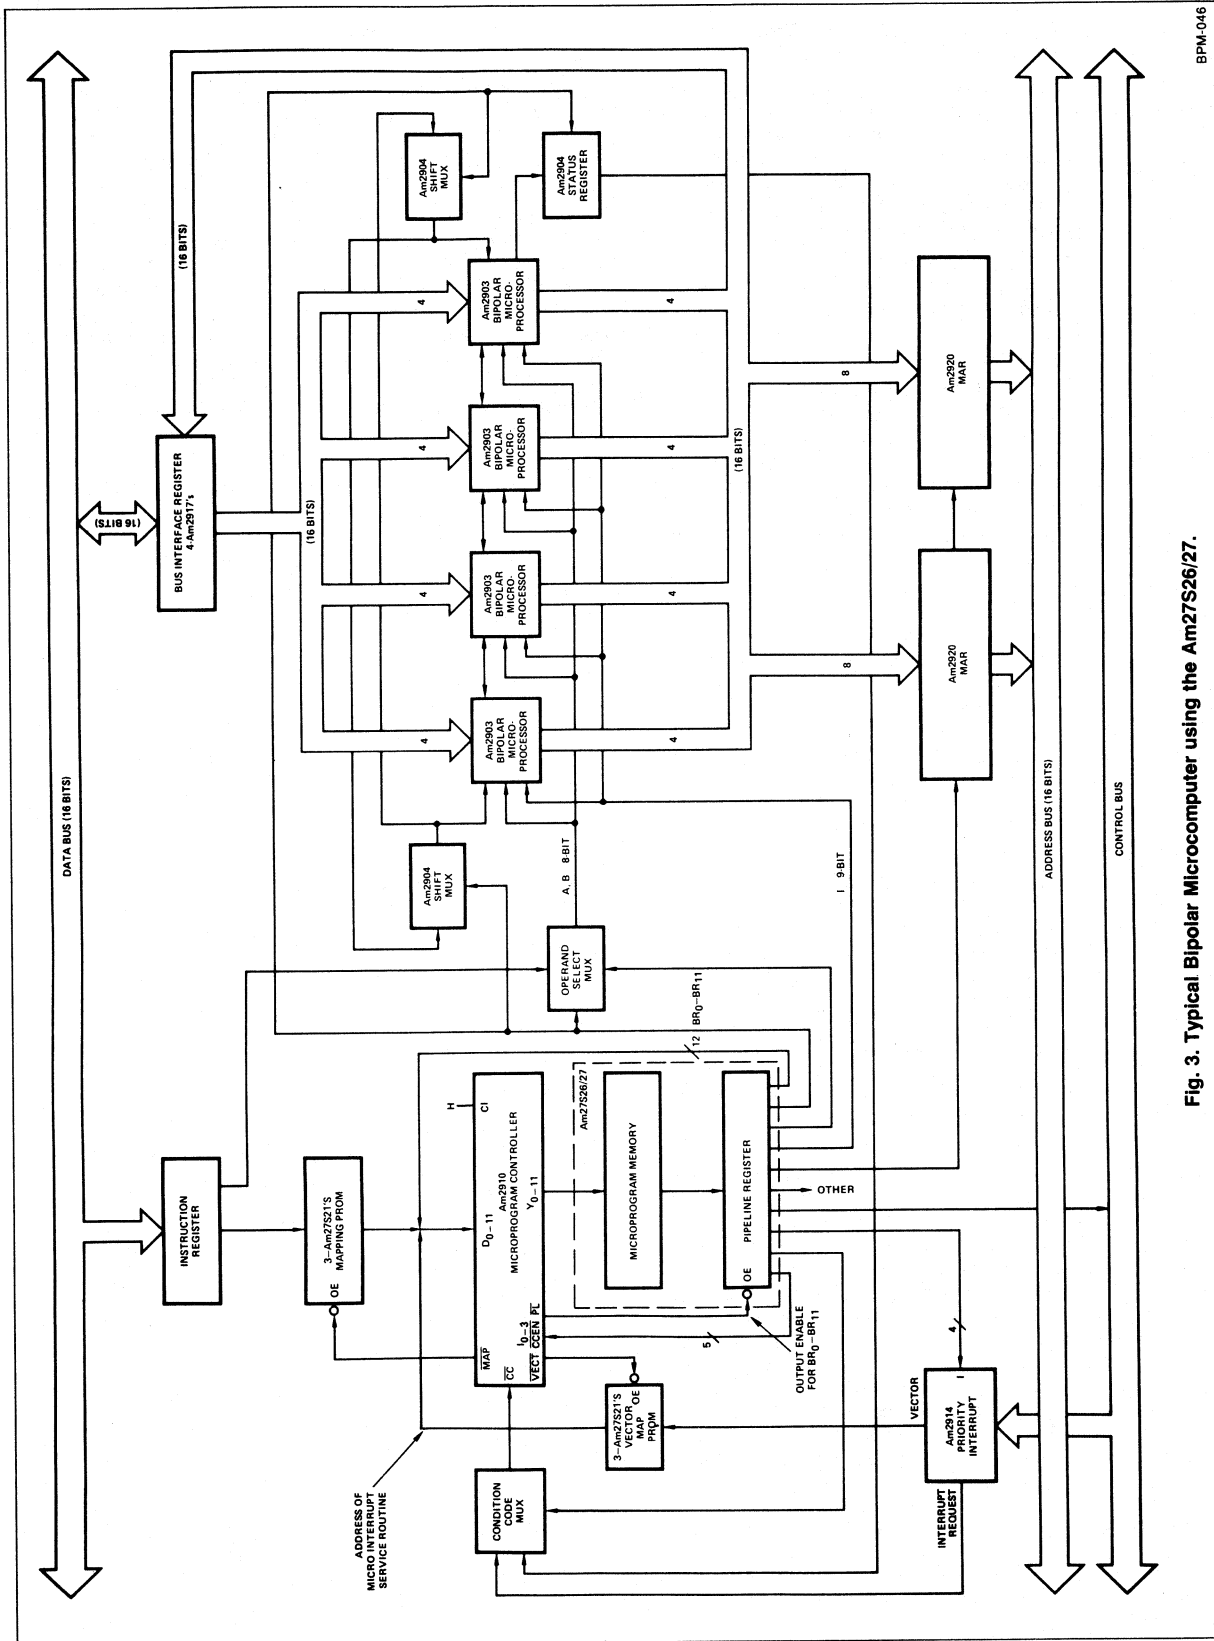 DATA BUS (16 BITS)
INSTRUCTION
REGISTER
(16 BITS)
BUS INTERFACE REGISTER
4-Am2917's
(16 BITS)
3–Am27S21'S
MAPPING PROM
OE
ADDRESS OF
MICRO INTERRUPT
SERVICE ROUTINE
(16 BITS)
Am2904
SHIFT
MUX
Am2904
SHIFT
MUX
4
4
4
4
CONDITION
CODE
MUX
MAP
CC
D0–11
Am2910
MICROPROGRAM CONTROLLER
H
CI
VECT
I0–3
CCEN
PL
Y0–11
Am2903
BIPOLAR
MICRO-
PROCESSOR
Am2903
BIPOLAR
MICRO-
PROCESSOR
Am2903
BIPOLAR
MICRO-
PROCESSOR
Am2903
BIPOLAR
MICRO-
PROCESSOR
Am2904
STATUS
REGISTER
OPERAND
SELECT
MUX
A, B 8-BIT
3–Am27S21'S
VECTOR
MAP
PROM
OE
Am27S26/27
MICROPROGRAM MEMORY
12
BR0–BR11
4
4
4
4
5
OE
PIPELINE REGISTER
(16 BITS)
OUTPUT ENABLE
FOR BR0–BR11
OTHER
I 9-BIT
8
8
VECTOR
4
INTERRUPT
REQUEST
I
Am2914
PRIORITY
INTERRUPT
Am2920
MAR
Am2920
MAR
ADDRESS BUS (16 BITS)
CONTROL BUS
Fig. 3. Typical Bipolar Microcomputer using the Am27S26/27.
BPM-046